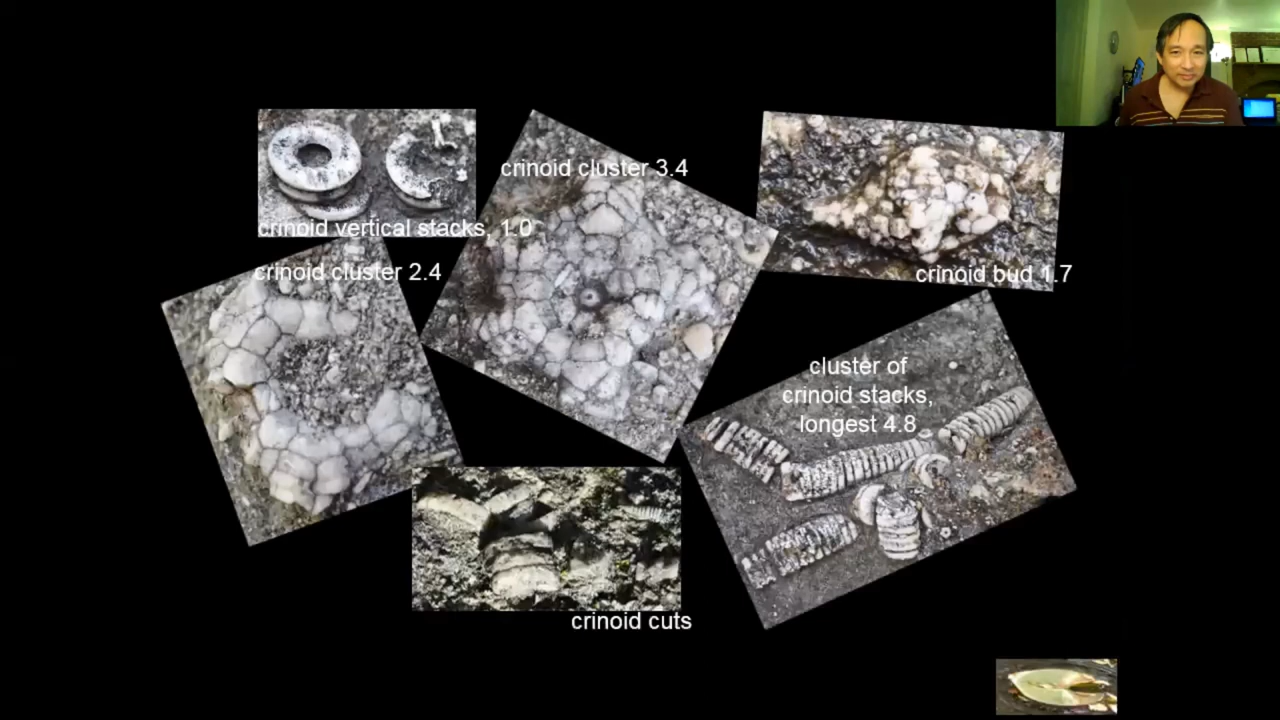 crinoid cluster 3.4
crinoid vertical stacks, 1.0
crinoid cluster 2.4
crinoid bud 1.7
cluster of
crinoid stacks,
longest 4.8
crinoid cuts